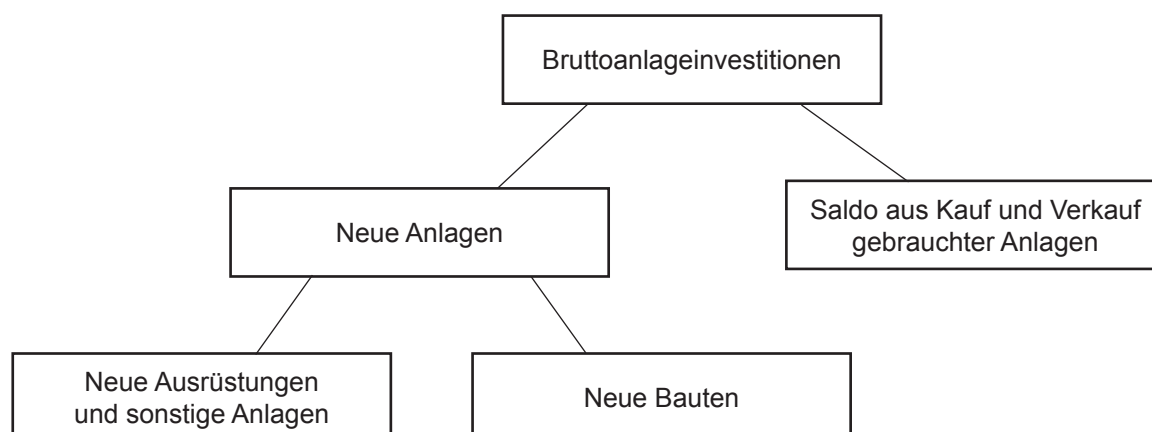 Bruttoanlageinvestitionen
Neue Anlagen
Saldo aus Kauf und Verkauf
gebrauchter Anlagen
Neue Ausrüstungen
und sonstige Anlagen
Neue Bauten